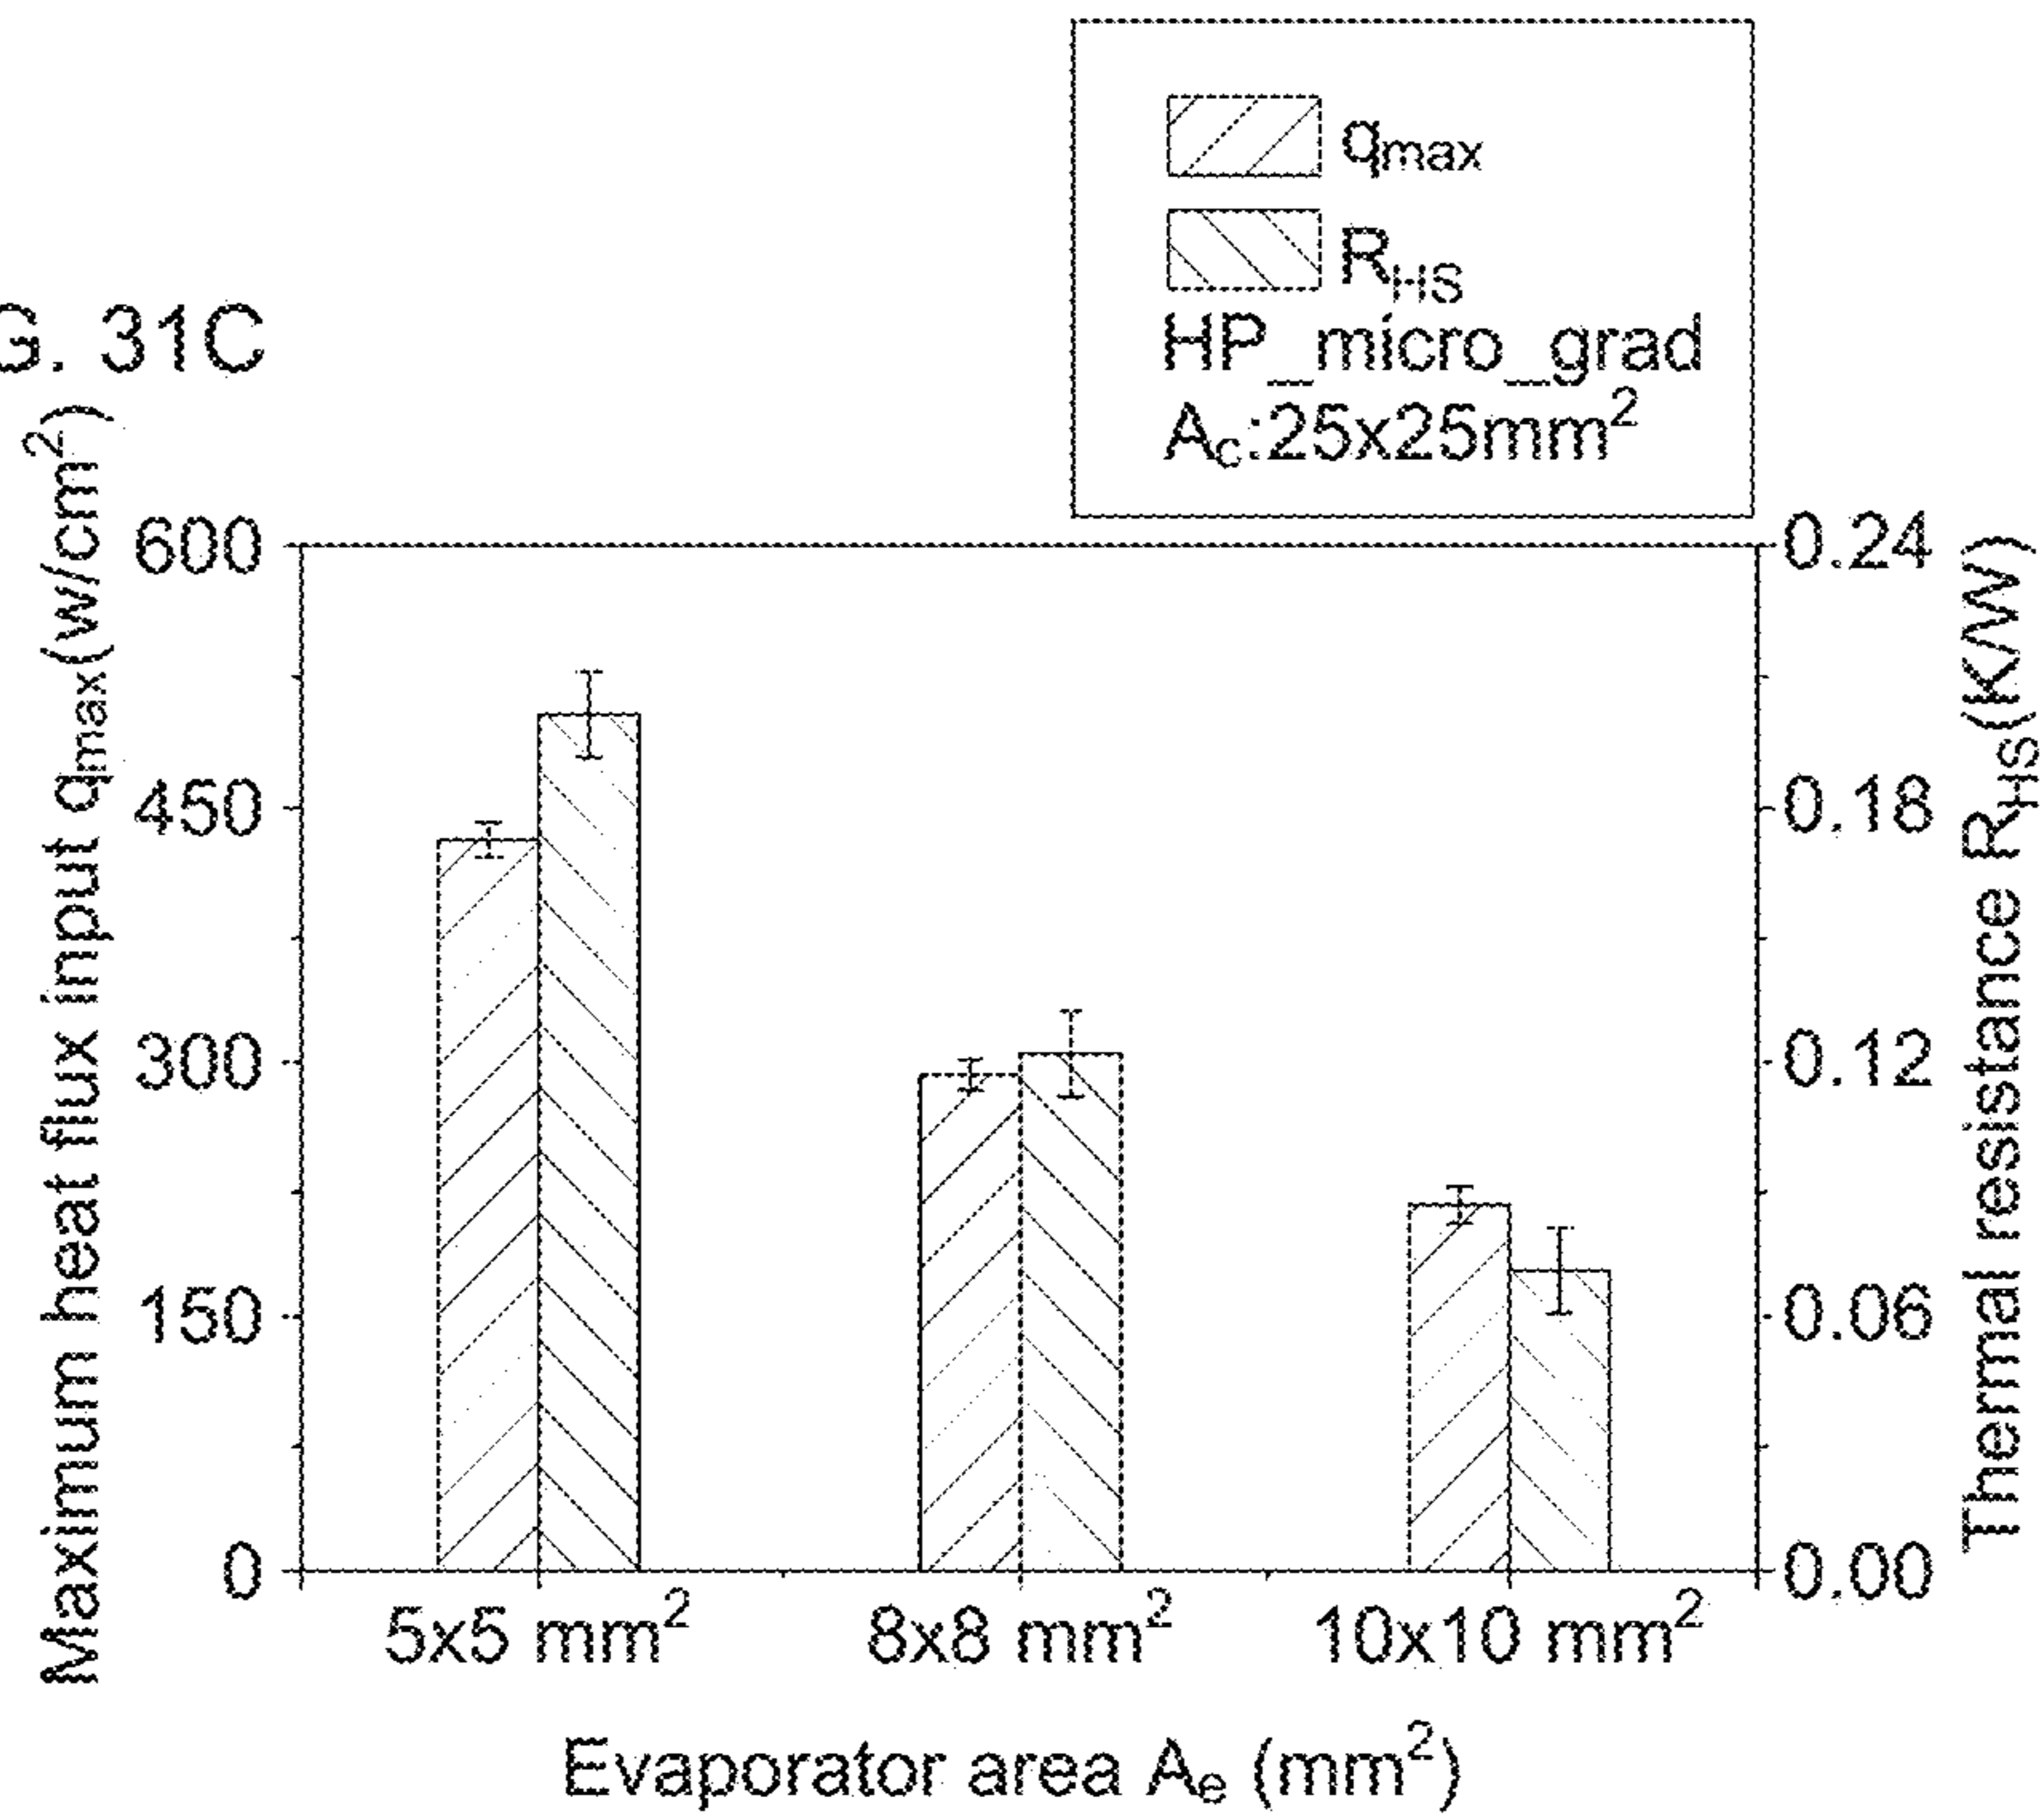 qmax
RHS
HP_micro_grad
Ac:25x25mm²
G. 31C
Maximum heat flux input qmax(w/cm²)
600
450
300
150
0
0.24
0.18
0.12
0.06
0.00
Thermal resistance RHS(K/W)
5x5 mm²
8x8 mm²
10x10 mm²
Evaporator area Ae (mm²)